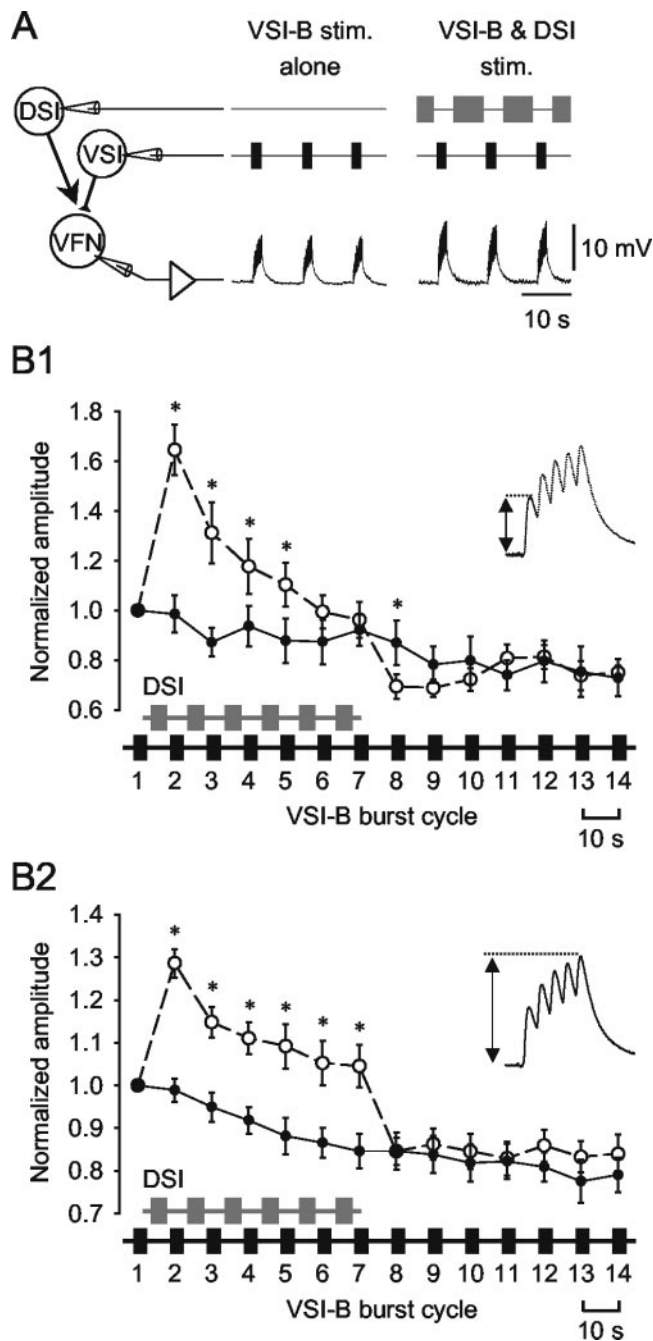 A
VSI-B stim. alone
VSI-B & DSI stim.
DSI
VSI
VFN
10 mV
10 s
B1
Normalized amplitude
1.8
1.6
1.4
1.2
1.0
0.8
0.6
* * * * *
DSI
1 2 3 4 5 6 7 8 9 10 11 12 13 14
VSI-B burst cycle
10 s
B2
Normalized amplitude
1.4
1.3
1.2
1.1
1.0
0.9
0.8
0.7
* * * * * *
DSI
1 2 3 4 5 6 7 8 9 10 11 12 13 14
VSI-B burst cycle
10 s